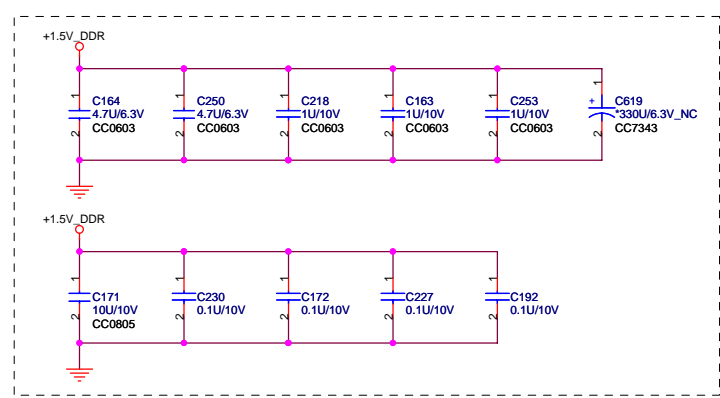 +1.5V_DDR
1 1 1 1 1 1
C164 C250 C218 C163 C253 C619
4.7U/6.3V 4.7U/6.3V 1U/10V 1U/10V 1U/10V + *330U/6.3V_NC
2 CC0603 2 CC0603 2 CC0603 2 CC0603 2 CC0603 2 CC7343
+1.5V_DDR
1 1 1 1 1
C171 C230 C172 C227 C192
2 10U/10V 2 0.1U/10V 2 0.1U/10V 2 0.1U/10V 2 0.1U/10V
CC0805